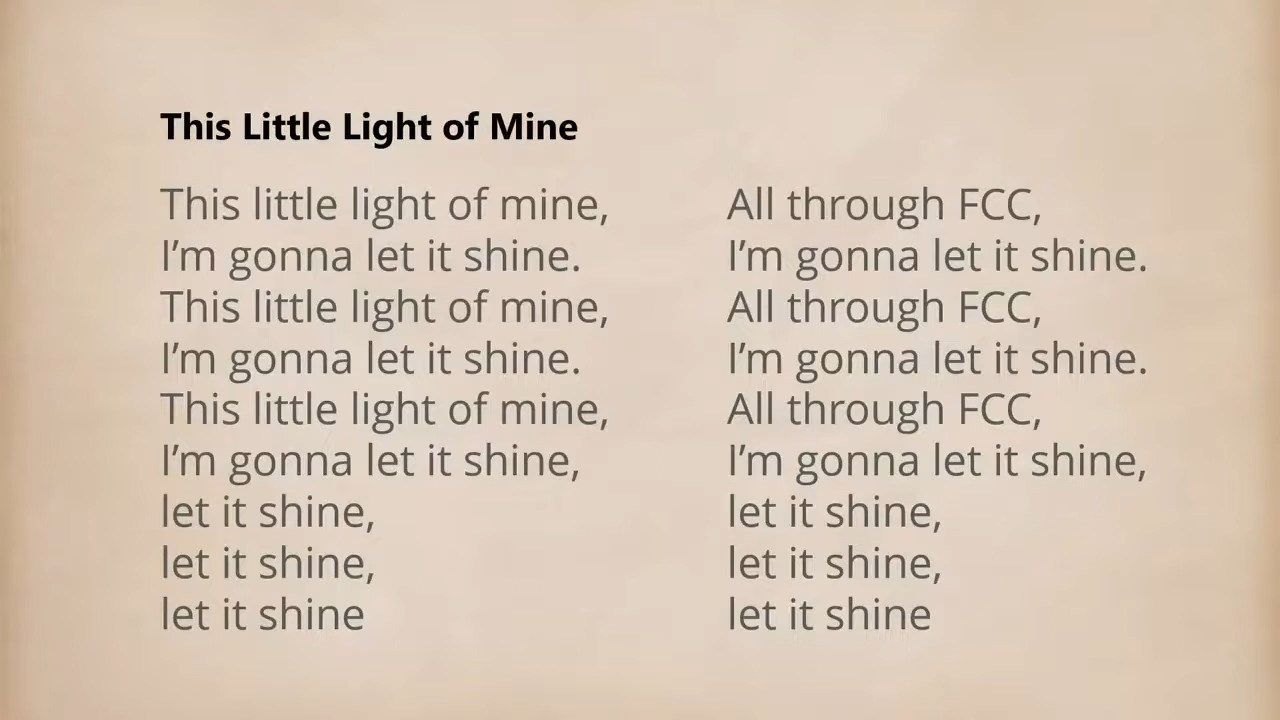 This Little Light of Mine
This little light of mine,
I’m gonna let it shine.
This little light of mine,
I’m gonna let it shine.
This little light of mine,
I’m gonna let it shine,
let it shine,
let it shine,
let it shine
All through FCC,
I’m gonna let it shine.
All through FCC,
I’m gonna let it shine.
All through FCC,
I’m gonna let it shine,
let it shine,
let it shine,
let it shine